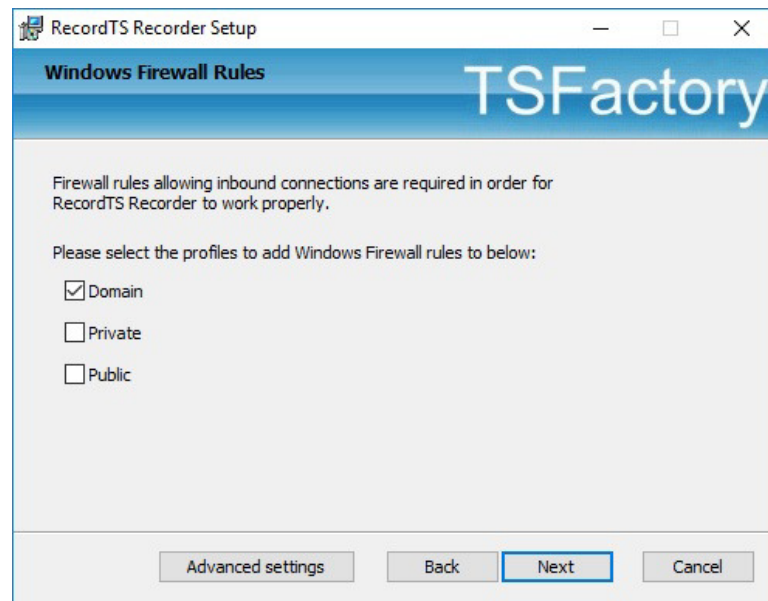 RecordTS Recorder Setup
Windows Firewall Rules
TSFactory
Firewall rules allowing inbound connections are required in order for
RecordTS Recorder to work properly.
Please select the profiles to add Windows Firewall rules to below:
Domain
Private
Public
Advanced settings Back Next Cancel